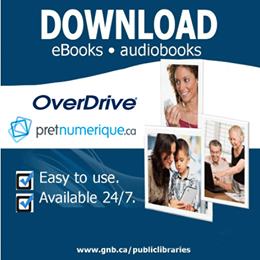 DOWNLOAD
eBooks • audiobooks
OverDrive®
pretnumerique.ca
Easy to use.
Available 24/7.
www.gnb.ca/publiclibraries